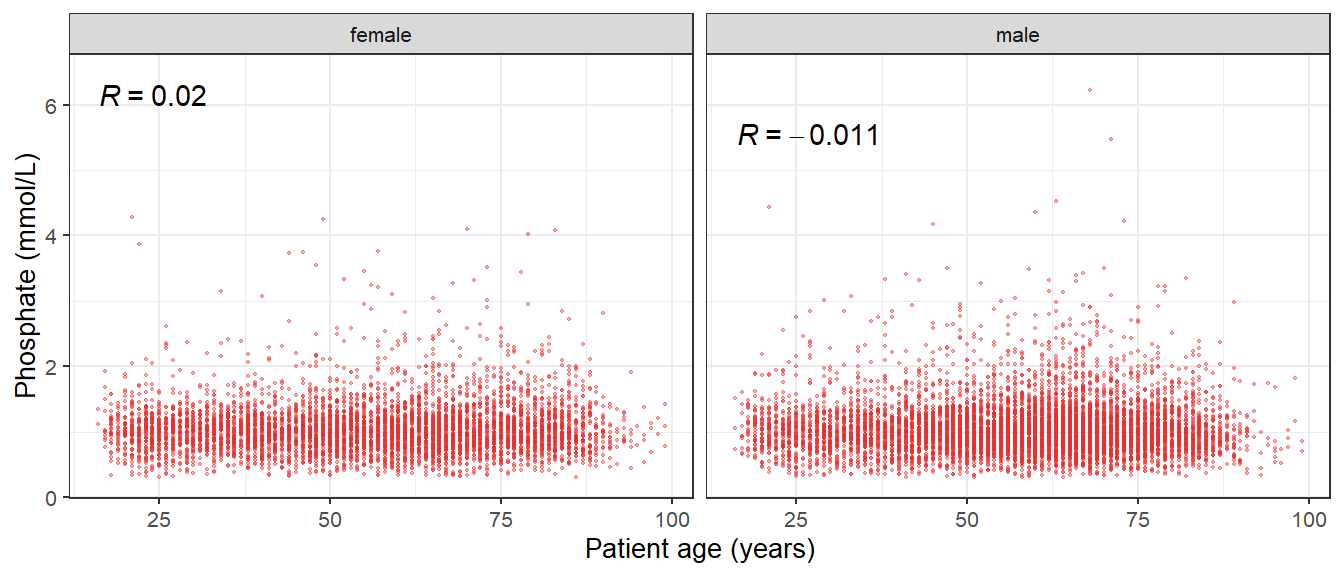 female
male
R = 0.02
R = −0.011
Phosphate (mmol/L)
6
4
2
0
25 50 75 100
25 50 75 100
Patient age (years)